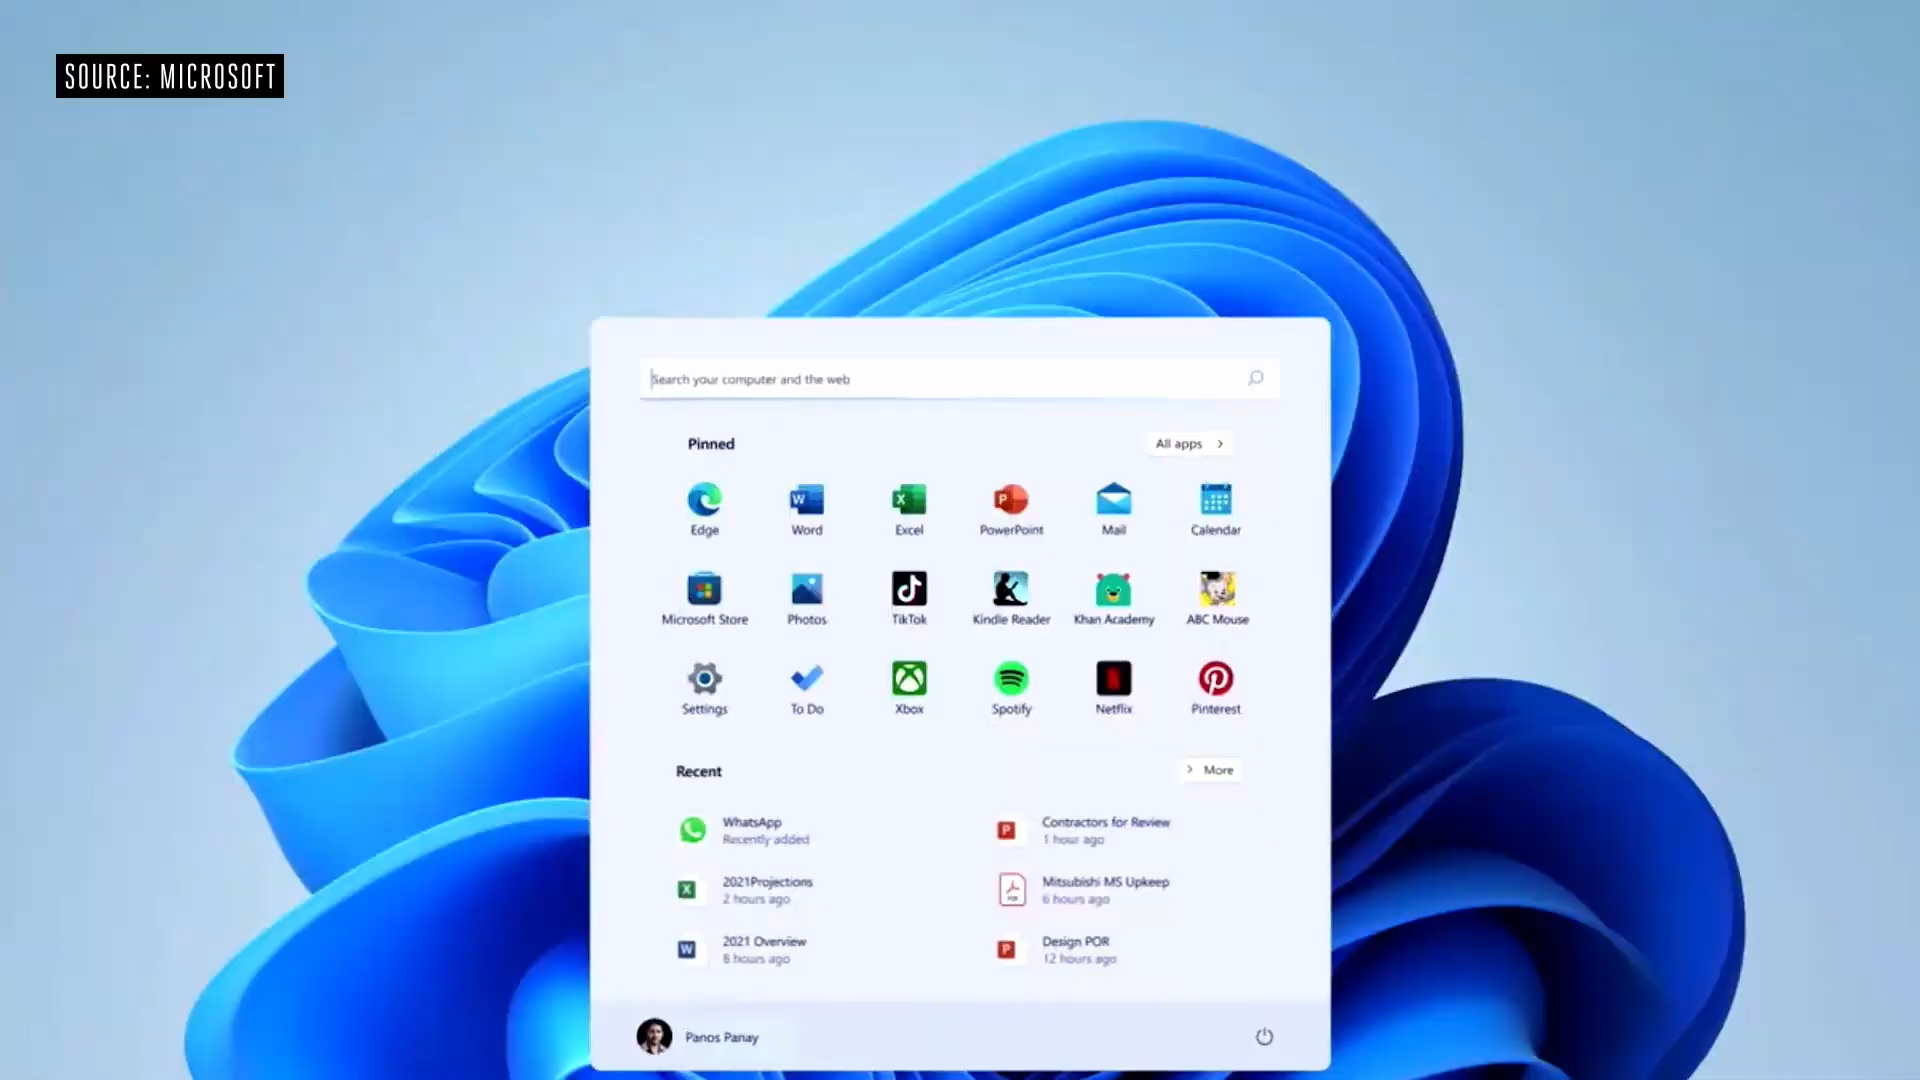 SOURCE: MICROSOFT
Search your computer and the web
Pinned
All apps
Edge
Word
Excel
PowerPoint
Mail
Calendar
Microsoft Store
Photos
TikTok
Kindle Reader
Khan Academy
ABC Mouse
Settings
To Do
Xbox
Spotify
Netflix
Pinterest
Recent
More
WhatsApp
Recently added
Contractors for Review
1 hour ago
2021Projections
2 hours ago
Mitsubishi MS Upkeep
6 hours ago
2021 Overview
8 hours ago
Design POR
12 hours ago
Panos Panay